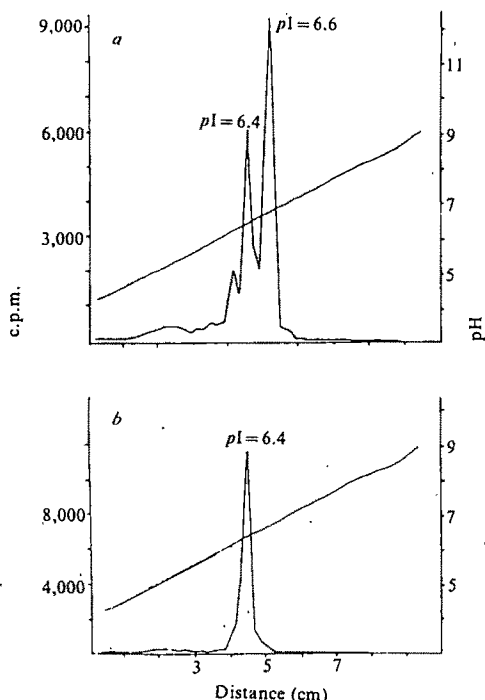 a
pI = 6.6
pI = 6.4
9,000
6,000
3,000
c.p.m.
11
9
7
5
pH
b
pI = 6.4
8,000
4,000
9
7
5
3
5
7
Distance (cm)